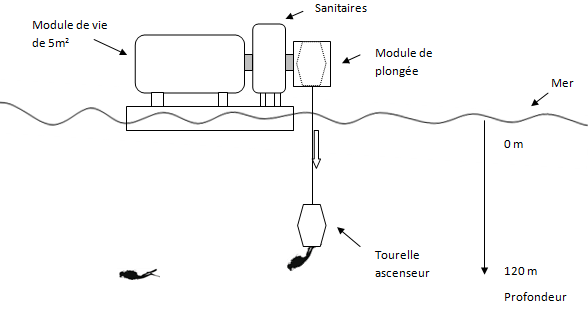 Sanitaires
Module de vie
de 5m²
Module de
plongée
Mer
0 m
Tourelle
ascenseur
120 m
Profondeur